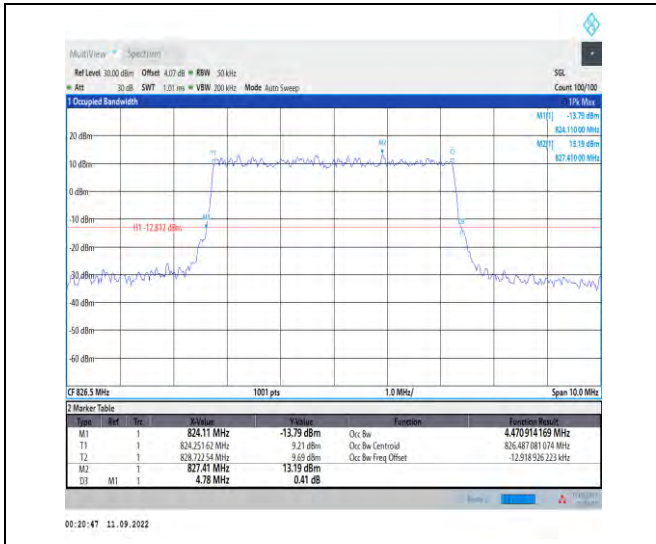 MultiView Spectrum
Ref Level 30.00 dBm Offset 4.07 dB RBW 50 kHz SGL
Att 30 dB SWT 1.01 ms VBW 200 kHz Mode Auto Sweep Count 100/100
1 Occupied Bandwidth 1Pk Max
M1[1] -13.79 dBm
824.110 00 MHz
M2[1] 13.19 dBm
827.410 00 MHz
20 dBm
M2
T1
10 dBm
0 dBm
-10 dBm
M1
H1 -12.812 dBm
-20 dBm
-30 dBm
-40 dBm
-50 dBm
-60 dBm
CF 826.5 MHz 1001 pts 1.0 MHz/ Span 10.0 MHz
2 Marker Table
Type Ref Trc X-Value Y-Value Function Function Result
M1 1 824.11 MHz -13.79 dBm Occ Bw 4.470 914 169 MHz
T1 1 824.251 62 MHz 9.21 dBm Occ Bw Centroid 826.487 081 074 MHz
T2 1 828.722 54 MHz 9.69 dBm Occ Bw Freq Offset -12.918 926 223 kHz
M2 1 827.41 MHz 13.19 dBm
D3 M1 1 4.78 MHz 0.41 dB
00:20:47 11.09.2022